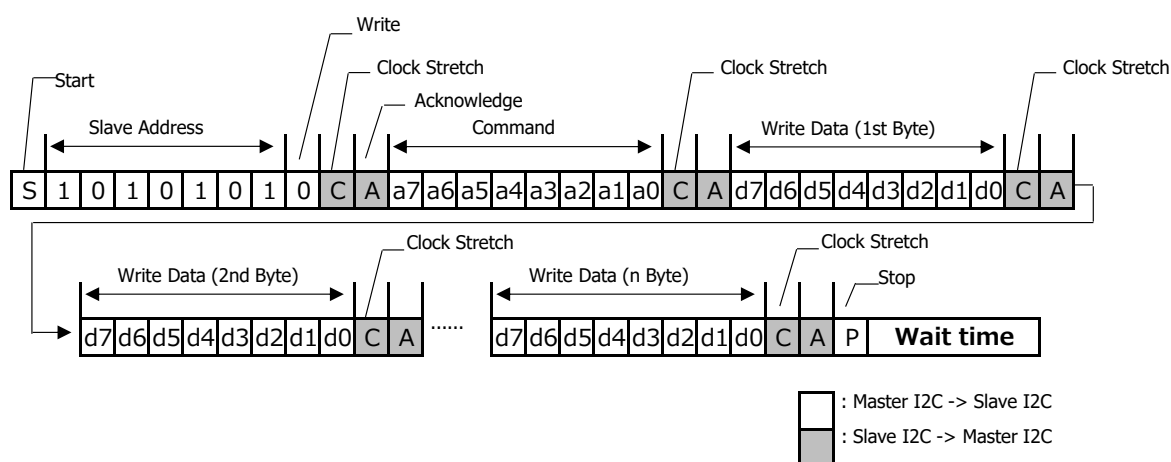 Write
Start
Clock Stretch
Clock Stretch
Clock Stretch
Acknowledge
Slave Address
Command
Write Data (1st Byte)
S 1 0 1 0 1 0 1 0 C A a7 a6 a5 a4 a3 a2 a1 a0 C A d7 d6 d5 d4 d3 d2 d1 d0 C A
Clock Stretch
Clock Stretch
Write Data (2nd Byte)
Write Data (n Byte)
Stop
d7 d6 d5 d4 d3 d2 d1 d0 C A ...... d7 d6 d5 d4 d3 d2 d1 d0 C A P Wait time
: Master I2C -> Slave I2C
: Slave I2C -> Master I2C